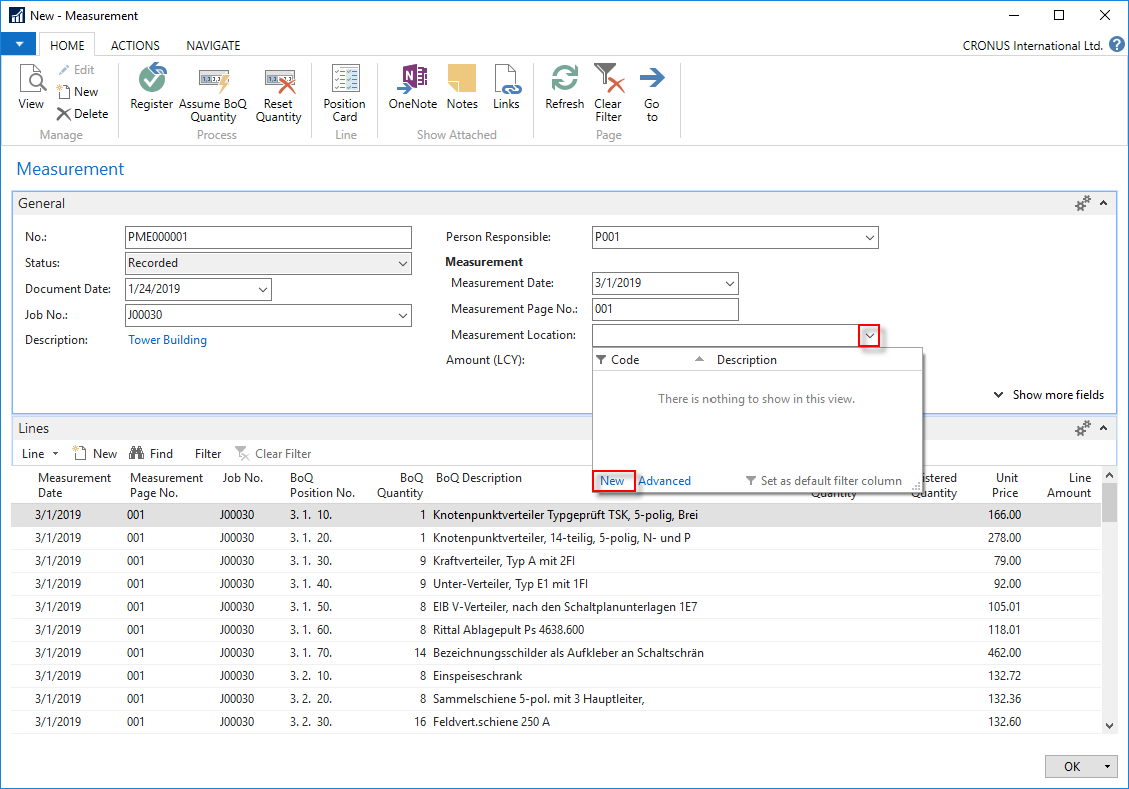 New - Measurement
HOME ACTIONS NAVIGATE CRONUS International Ltd. ?
View
Edit
New
Delete
Manage
Register
Assume BoQ Quantity
Reset Quantity
Process
Position Card
Line
OneNote
Notes
Links
Show Attached
Refresh
Clear Filter
Go to
Page
Measurement
General
No.: PME000001
Status: Recorded
Document Date: 1/24/2019
Job No.: J00030
Description: Tower Building
Person Responsible: P001
Measurement
Measurement Date: 3/1/2019
Measurement Page No.: 001
Measurement Location:
Amount (LCY):
Code Description
There is nothing to show in this view.
New Advanced Set as default filter column
Show more fields
Lines
Line New Find Filter Clear Filter
Measurement Date Measurement Page No. Job No. BoQ Position No. BoQ Quantity BoQ Description Quantity Quantity Unit Price Line Amount
3/1/2019 001 J00030 3. 1. 10. 1 Knotenpunktverteiler Typgeprüft TSK, 5-polig, Brei 166.00
3/1/2019 001 J00030 3. 1. 20. 1 Knotenpunktverteiler, 14-teilig, 5-polig, N- und P 278.00
3/1/2019 001 J00030 3. 1. 30. 9 Kraftverteiler, Typ A mit 2Fl 79.00
3/1/2019 001 J00030 3. 1. 40. 9 Unter-Verteiler, Typ E1 mit 1Fl 92.00
3/1/2019 001 J00030 3. 1. 50. 8 EIB V-Verteiler, nach den Schaltplanunterlagen 1E7 105.01
3/1/2019 001 J00030 3. 1. 60. 8 Rittal Ablagepult Ps 4638.600 118.01
3/1/2019 001 J00030 3. 1. 70. 14 Bezeichnungsschilder als Aufkleber an Schaltschrän 462.00
3/1/2019 001 J00030 3. 2. 10. 8 Einspeiseschrank 132.72
3/1/2019 001 J00030 3. 2. 20. 8 Sammelschiene 5-pol. mit 3 Hauptleiter, 132.36
3/1/2019 001 J00030 3. 2. 30. 16 Feldvert.schiene 250 A 132.60
OK